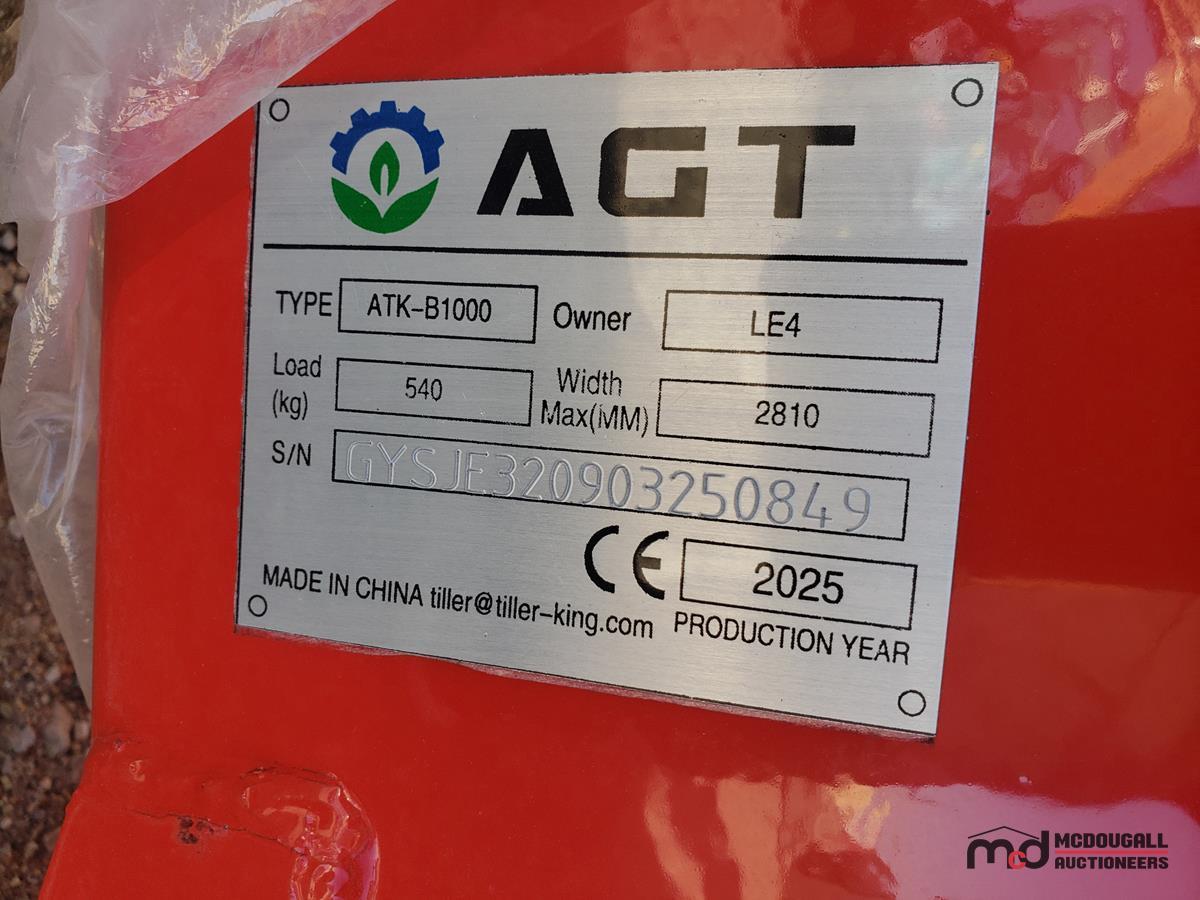 AGT
TYPE ATK-B1000 Owner LE4
Load (kg) 540 Width Max(MM) 2810
S/N GYSJE320903250849
CE 2025
MADE IN CHINA tiller@tiller-king.com PRODUCTION YEAR
mcd MCDOUGALL
AUCTIONEERS